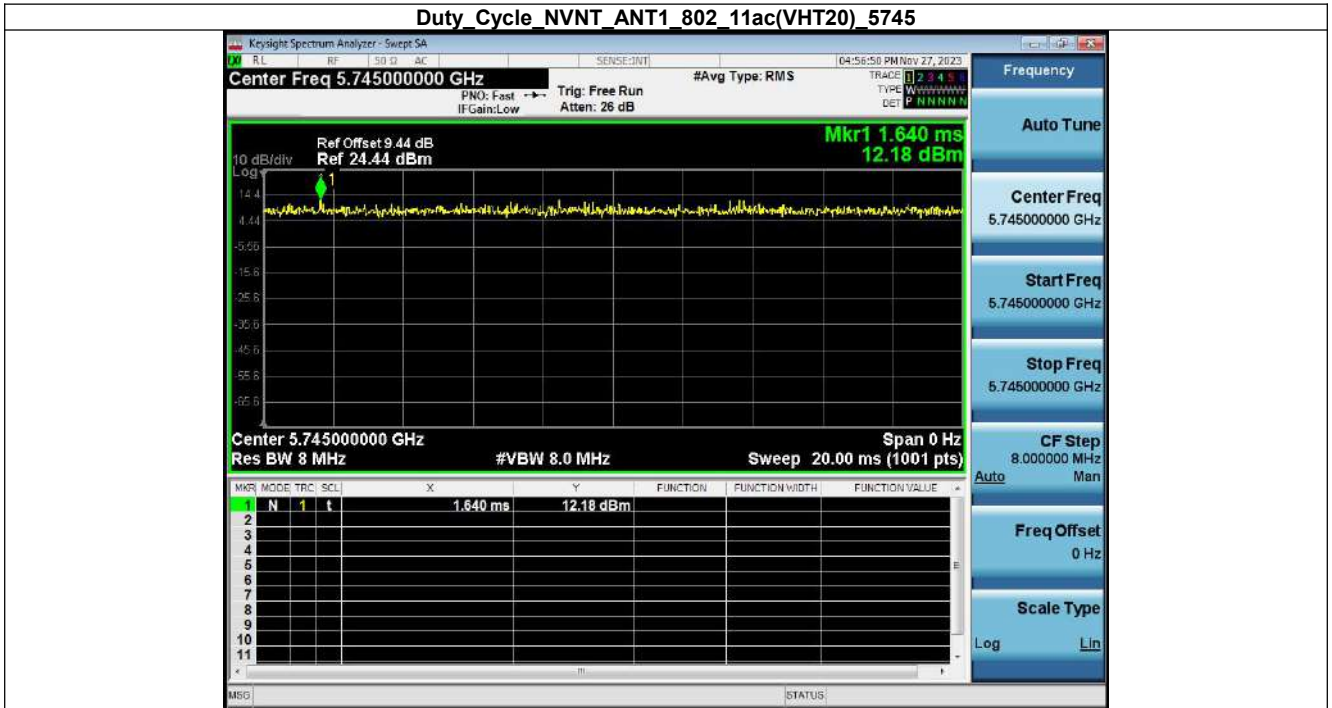 Duty_Cycle_NVNT_ANT1_802_11ac(VHT20)_5745
Keysight Spectrum Analyzer - Swept SA
RL RF 50 Ω AC SENSE:INT 04:56:50 PM Nov 27, 2023
Center Freq 5.745000000 GHz #Avg Type: RMS TRACE 1 2 3 4 5 6
PNO: Fast Trig: Free Run TYPE W
IFGain:Low Atten: 26 dB DET P N N N N N
Frequency
Auto Tune
Mkr1 1.640 ms
12.18 dBm
Ref Offset 9.44 dB
10 dB/div Ref 24.44 dBm
Log
1
14.4
4.44
-5.56
-15.6
-25.6
-35.6
-45.6
-55.6
-65.6
Center 5.745000000 GHz Span 0 Hz
Res BW 8 MHz #VBW 8.0 MHz Sweep 20.00 ms (1001 pts)
MKR MODE TRC SCL X Y FUNCTION FUNCTION WIDTH FUNCTION VALUE
1 N 1 t 1.640 ms 12.18 dBm
2
3
4
5
6
7
8
9
10
11
MSG STATUS
Center Freq
5.745000000 GHz
Start Freq
5.745000000 GHz
Stop Freq
5.745000000 GHz
CF Step
8.000000 MHz
Auto Man
Freq Offset
0 Hz
Scale Type
Log Lin